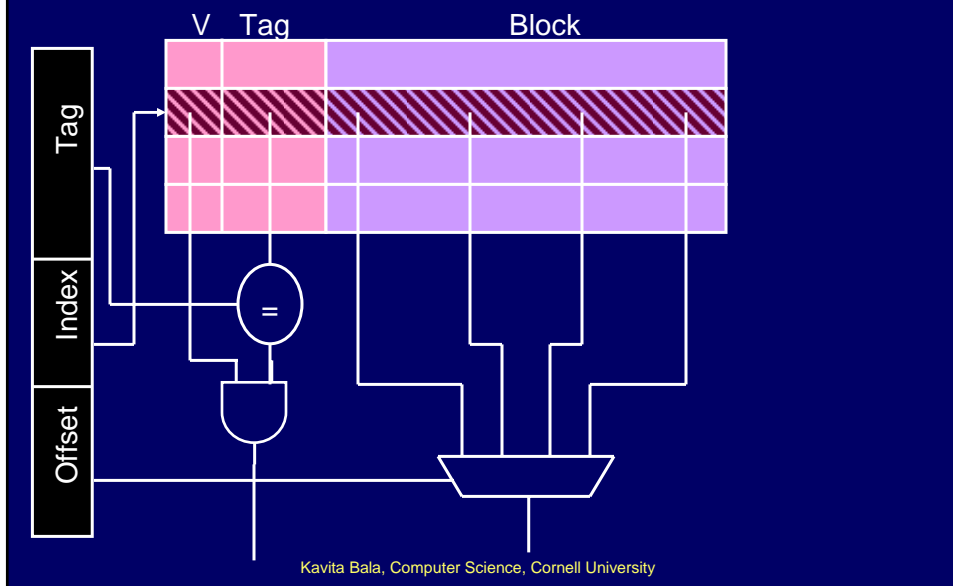 V Tag Block
Tag
Index
Offset
=
Kavita Bala, Computer Science, Cornell University